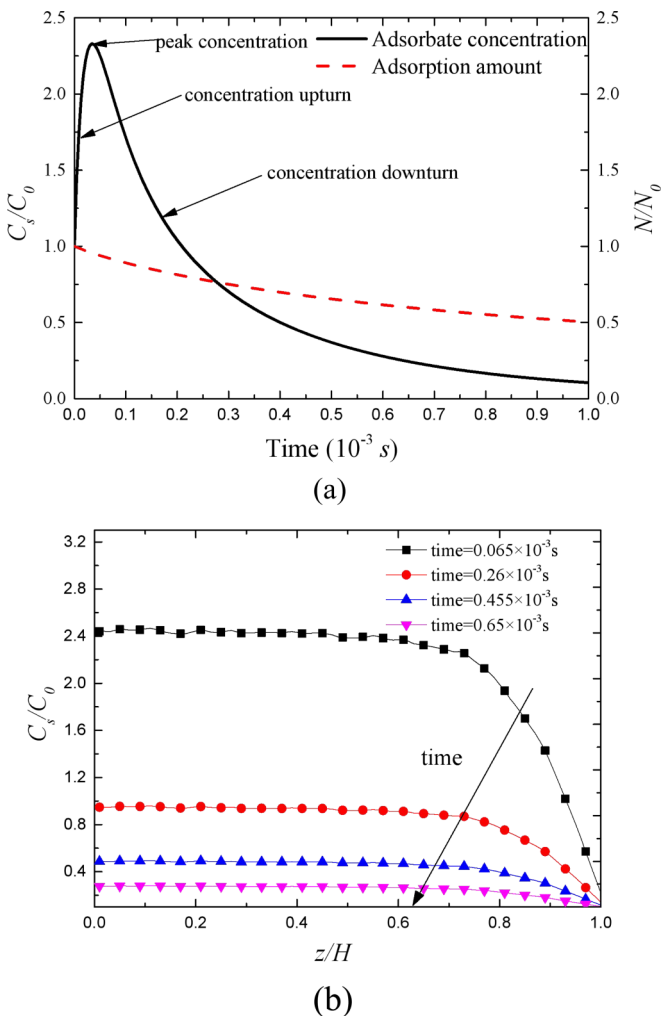 peak concentration
Adsorbate concentration
Adsorption amount
concentration upturn
concentration downturn
2.5
2.0
1.5
1.0
0.5
0.0
C_s/C_0
2.5
2.0
1.5
1.0
0.5
0.0
N/N_0
0.0 0.1 0.2 0.3 0.4 0.5 0.6 0.7 0.8 0.9 1.0
Time (10^-3 s)
(a)
3.2
2.8
2.4
2.0
1.6
1.2
0.8
0.4
C_s/C_0
time=0.065×10^-3s
time=0.26×10^-3s
time=0.455×10^-3s
time=0.65×10^-3s
time
0.0 0.2 0.4 0.6 0.8 1.0
z/H
(b)